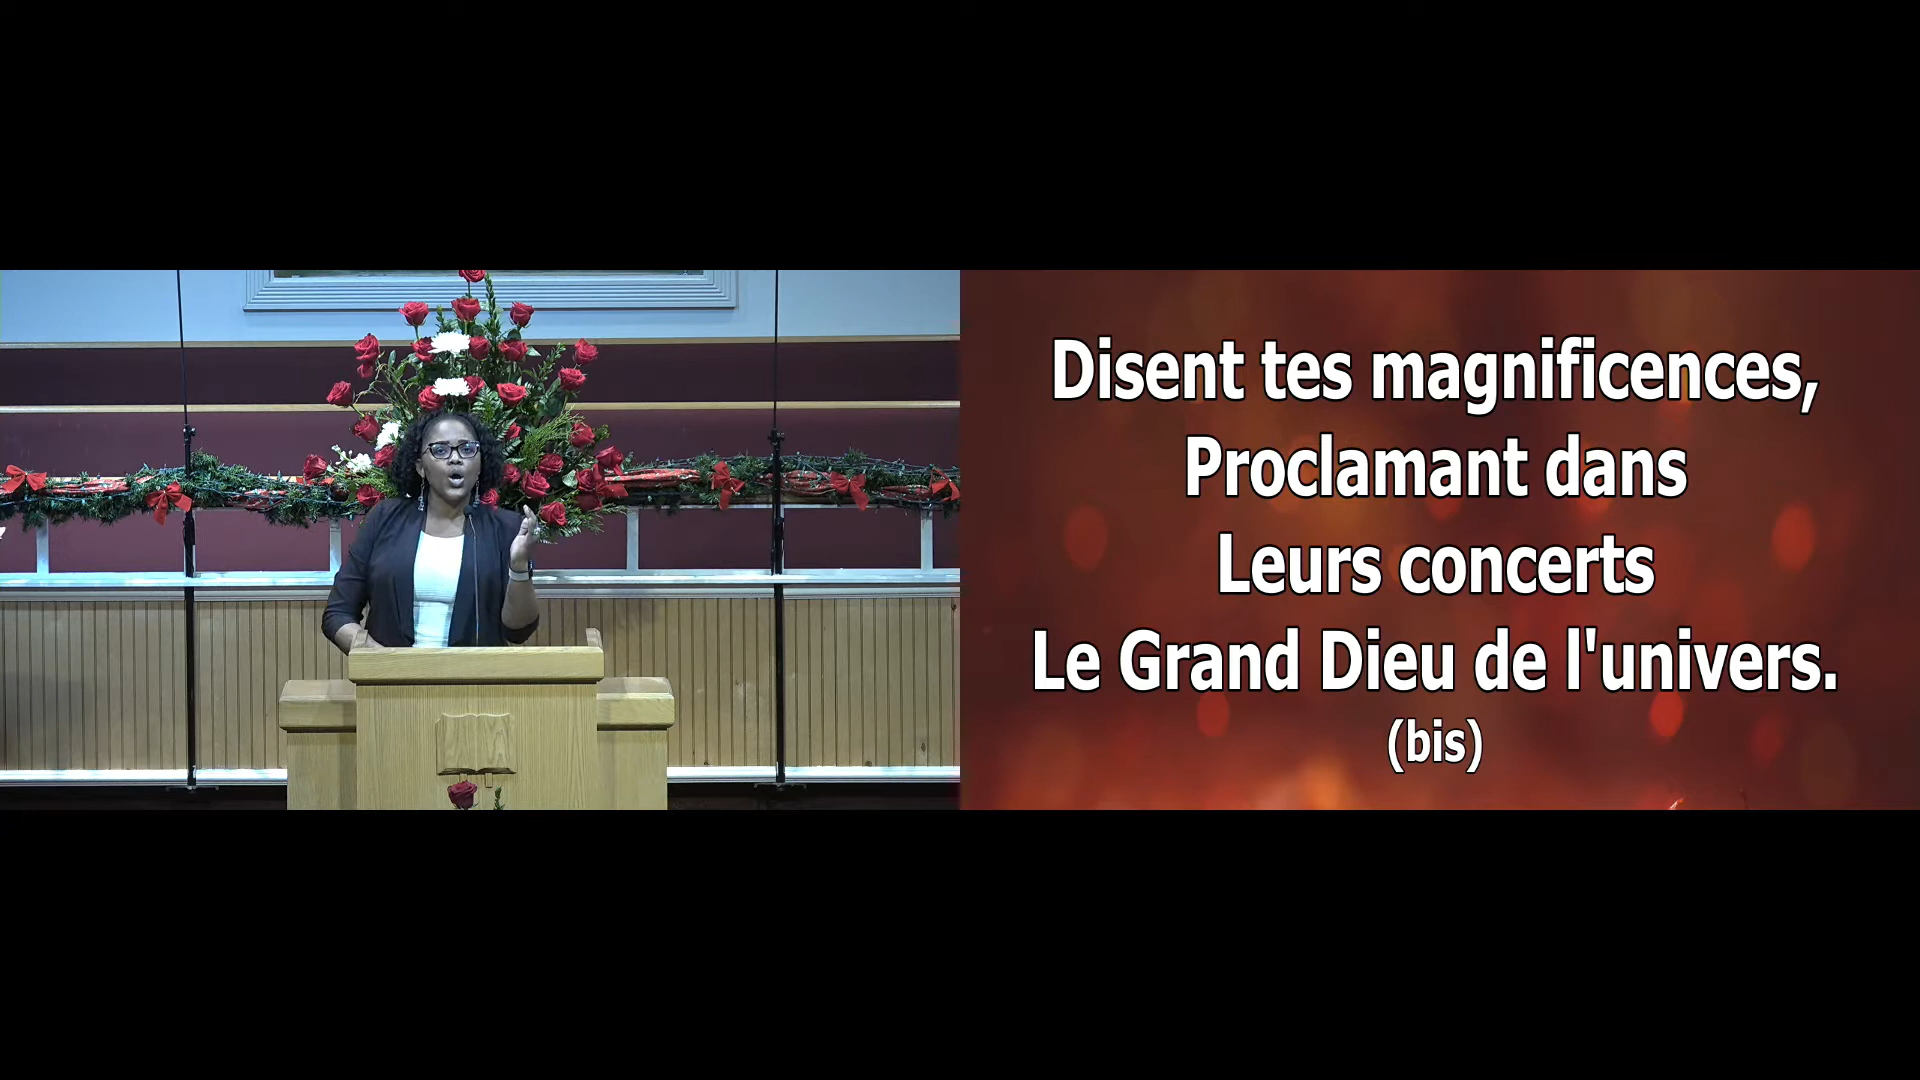 Disent tes magnificences,
Proclamant dans
Leurs concerts
Le Grand Dieu de l'univers.
(bis)